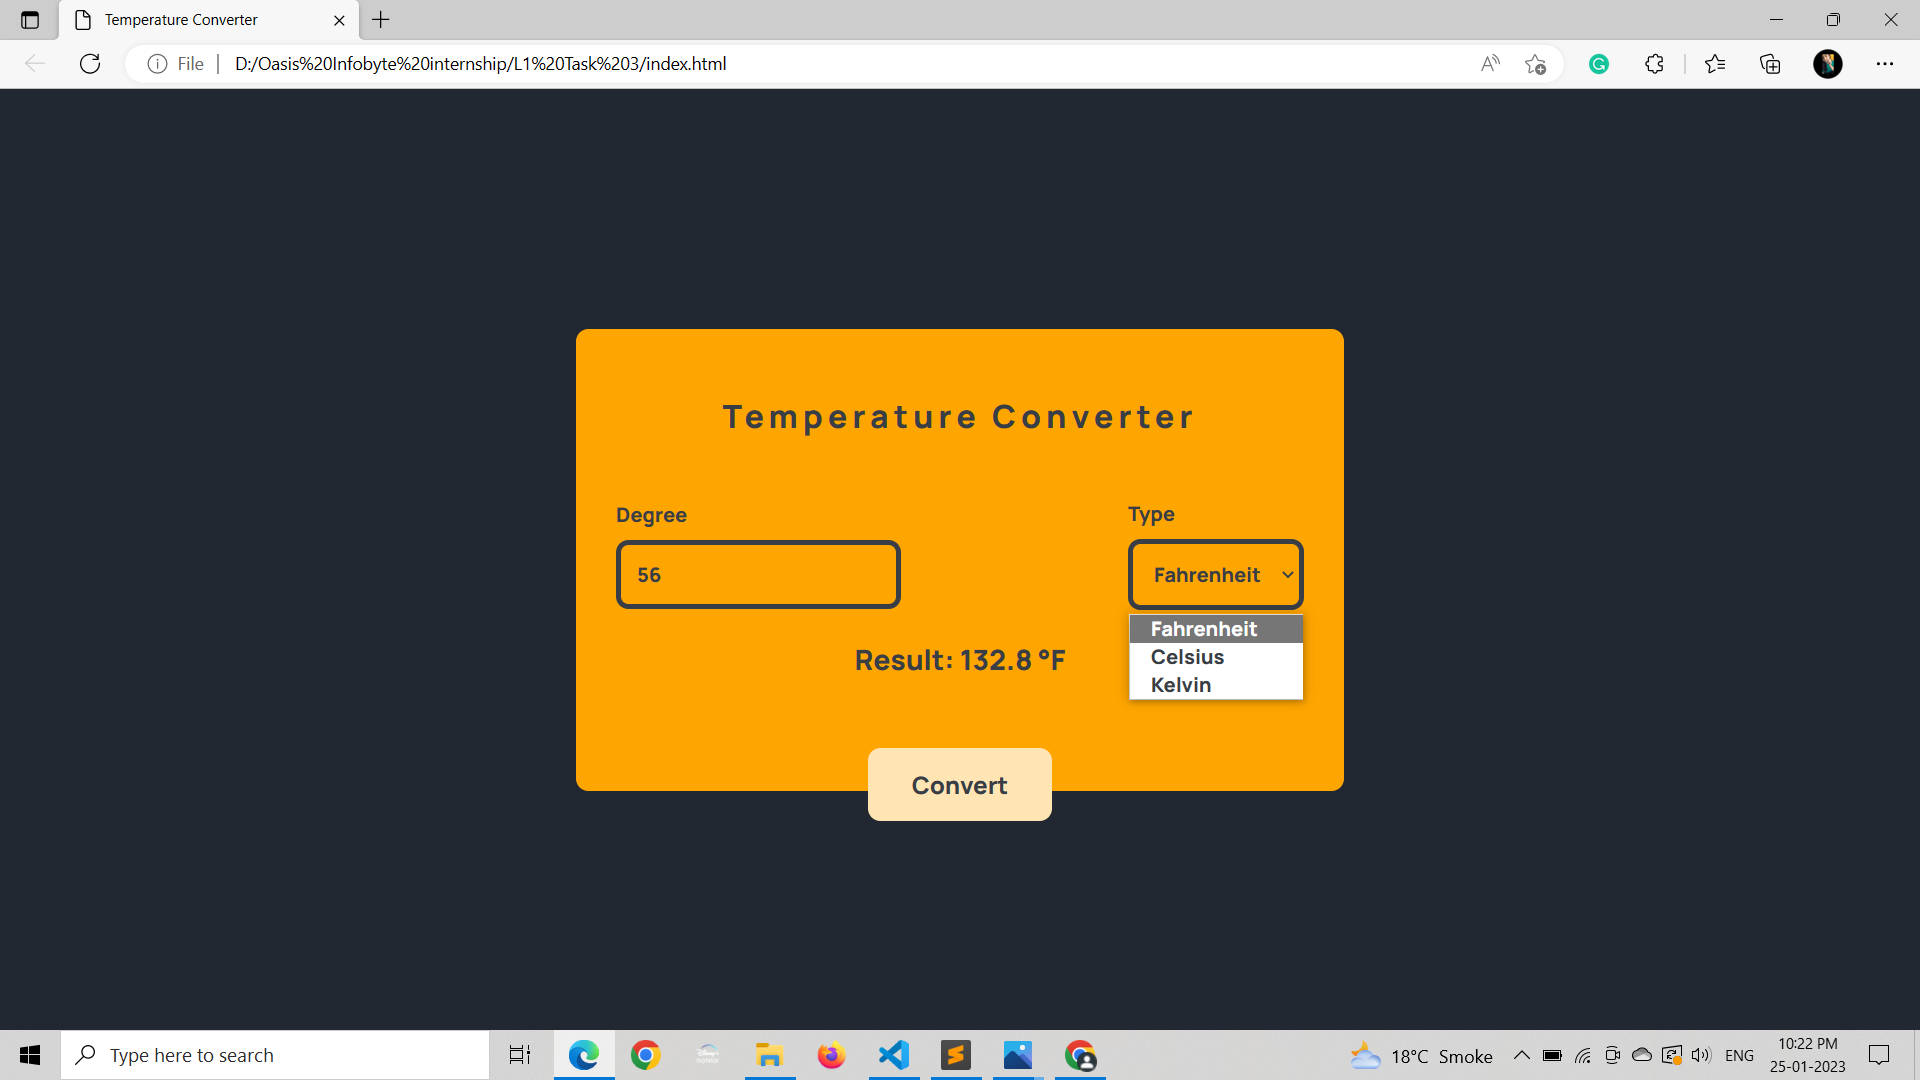 Temperature Converter
File
D:/Oasis%20Infobyte%20internship/L1%20Task%203/index.html
Temperature Converter
Degree
Type
56
Fahrenheit
Fahrenheit
Celsius
Kelvin
Result: 132.8 °F
Convert
Type here to search
18°C Smoke
ENG
10:22 PM
25-01-2023